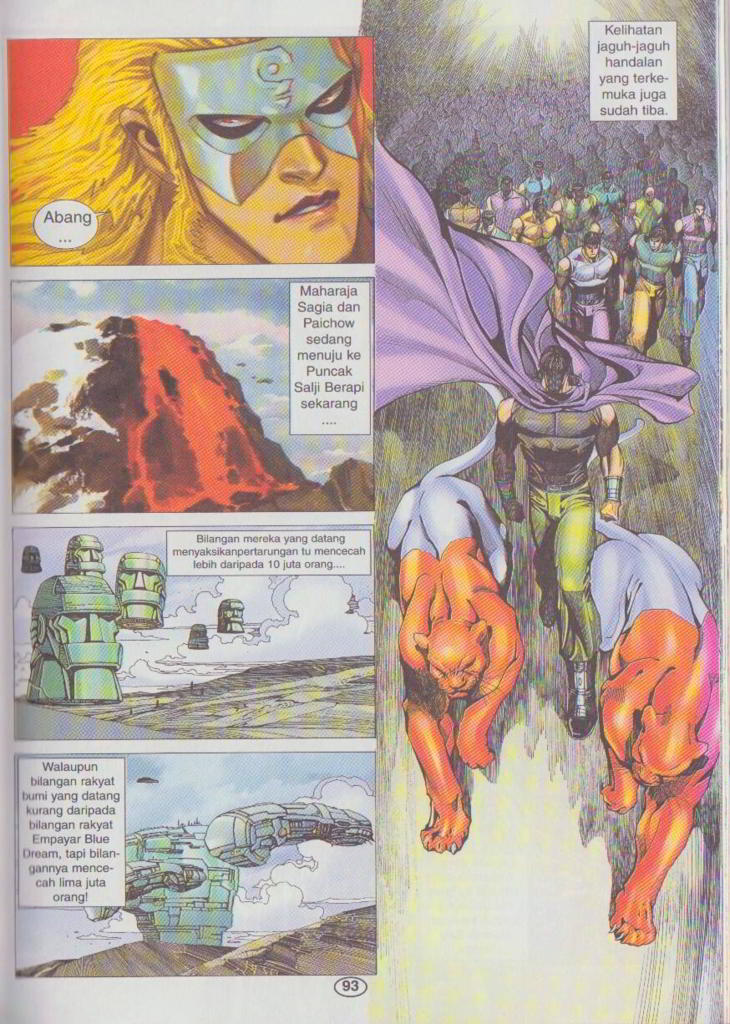 Abang
...
Maharaja
Sagia dan
Paichow
sedang
menuju ke
Puncak
Salji Berapi
sekarang
....
Bilangan mereka yang datang
menyaksikanpertarungan tu mencecah
lebih daripada 10 juta orang....
Walaupun
bilangan rakyat
bumi yang datang
kurang daripada
bilangan rakyat
Empayar Blue
Dream, tapi bilan-
gannya mence-
cah lima juta
orang!
Kelihatan
jaguh-jaguh
handalan
yang terke-
muka juga
sudah tiba.
93